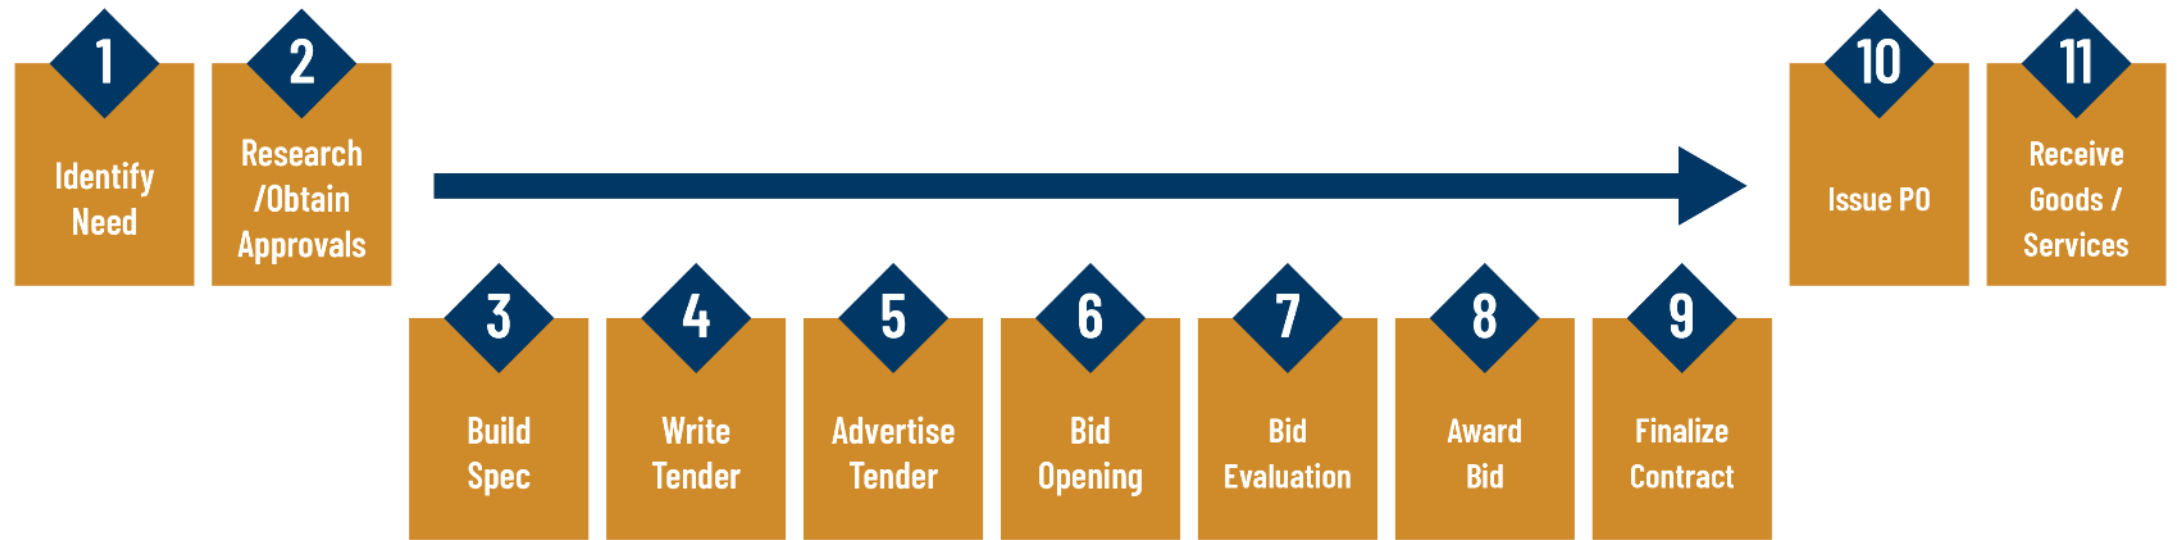 1
Identify
Need
2
Research
/Obtain
Approvals
3
Build
Spec
4
Write
Tender
5
Advertise
Tender
6
Bid
Opening
7
Bid
Evaluation
8
Award
Bid
9
Finalize
Contract
10
Issue PO
11
Receive
Goods /
Services